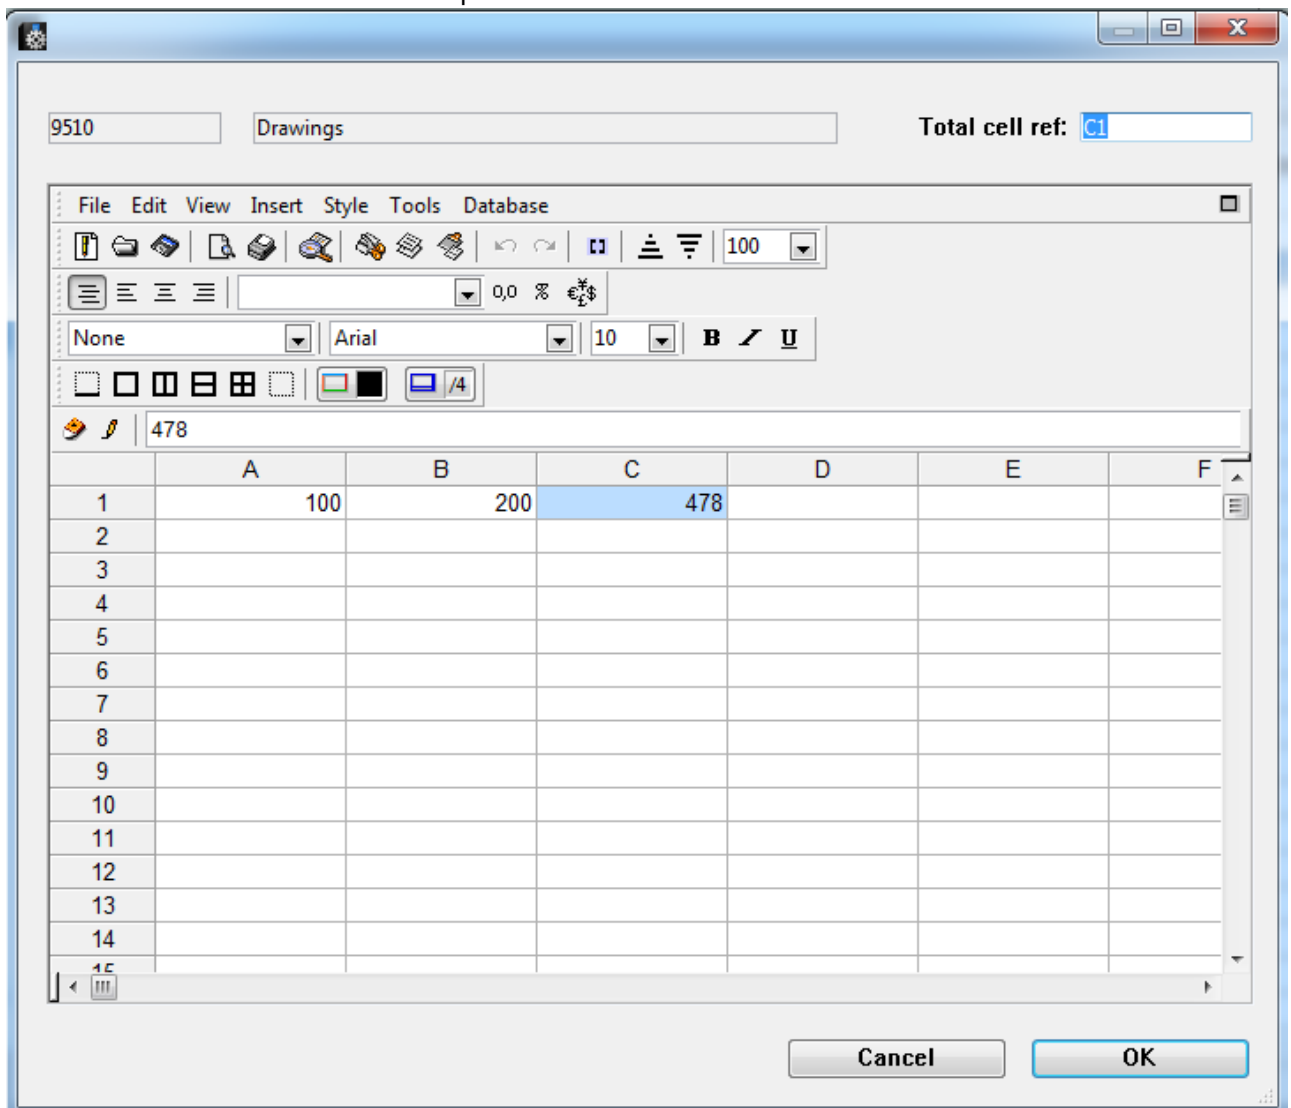 9510 Drawings Total cell ref: C1
File Edit View Insert Style Tools Database
100
0,0 % €¥£$
None Arial 10 B I U
/4
478
A B C D E F
1 100 200 478
2
3
4
5
6
7
8
9
10
11
12
13
14
15
Cancel OK